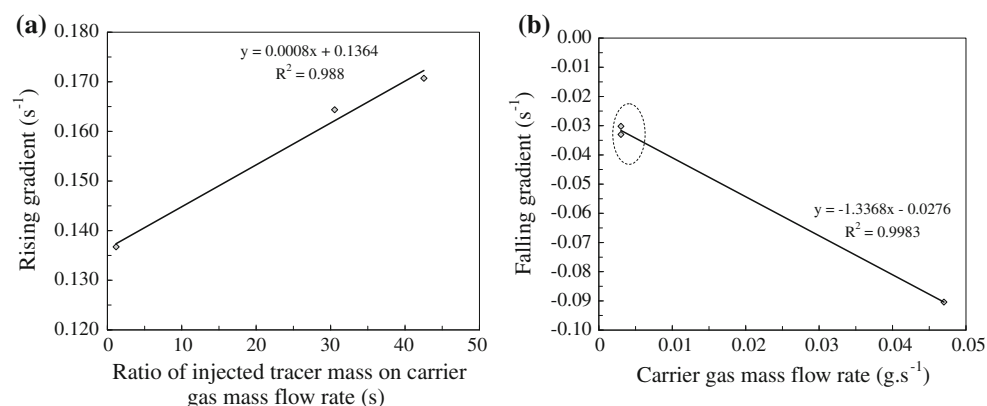 (a)
0.180
0.170
0.160
0.150
0.140
0.130
0.120
Rising gradient (s⁻¹)
y = 0.0008x + 0.1364
R² = 0.988
0 10 20 30 40 50
Ratio of injected tracer mass on carrier
gas mass flow rate (s)
(b)
0.00
-0.01
-0.02
-0.03
-0.04
-0.05
-0.06
-0.07
-0.08
-0.09
-0.10
Falling gradient (s⁻¹)
y = -1.3368x - 0.0276
R² = 0.9983
0 0.01 0.02 0.03 0.04 0.05
Carrier gas mass flow rate (g.s⁻¹)